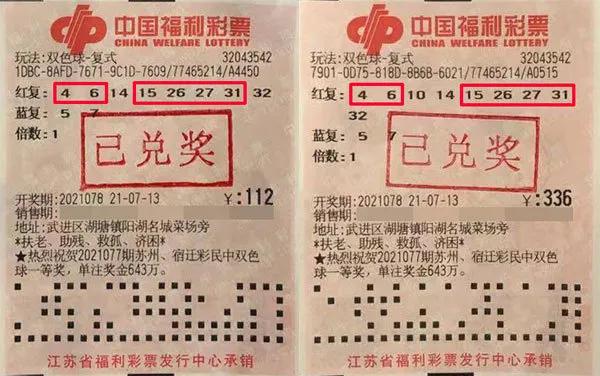 中国福利彩票
CHINA WELFARE LOTTERY
玩法:双色球-复式 32043542
1DBC-8AFD-7671-9C1D-7609/77465214/A4450
红复: 4 6 14 15 26 27 31 32
蓝复: 5 7
倍数: 1
已兑奖
开奖期:2021078 21-07-13 ¥:112
销售期:
地址:武进区湖塘镇阳湖名城菜场旁
*扶老、助残、救孤、济困*
★热烈祝贺2021077期苏州、宿迁彩民中双色
球一等奖,单注奖金643万。
江苏省福利彩票发行中心承销
中国福利彩票
CHINA WELFARE LOTTERY
玩法:双色球-复式 32043542
7901-0D75-818D-8B6B-6021/77465214/A0515
红复: 4 6 10 14 15 26 27 31
32
蓝复: 5 7
倍数: 1
已兑奖
开奖期:2021078 21-07-13 ¥:336
销售期:
地址:武进区湖塘镇阳湖名城菜场旁
*扶老、助残、救孤、济困*
★热烈祝贺2021077期苏州、宿迁彩民中双色
球一等奖,单注奖金643万。
江苏省福利彩票发行中心承销